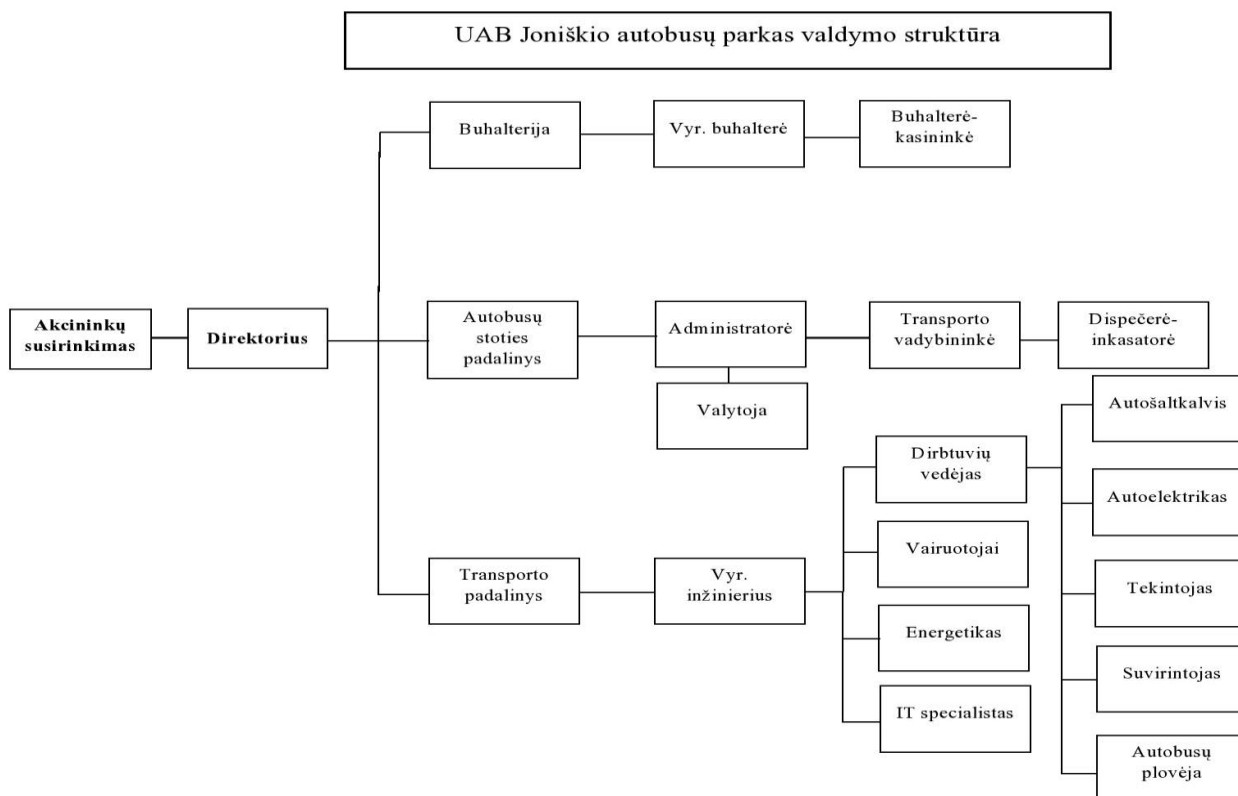 UAB Joniškio autobusų parkas valdymo struktūra
Buhalterija
Vyr. buhalterė
Buhalterė-
kasininkė
Akcininkų
susirinkimas
Direktorius
Autobusų
stoties
padalinys
Administratorė
Transporto
vadybininkė
Dispečerė-
inkasatorė
Valytoja
Autošaltkalvis
Dirbtuvių
vedėjas
Autoelektrikas
Vairuotojai
Transporto
padalinys
Vyr.
inžinierius
Tekintojas
Energetikas
Suvirintojas
IT specialistas
Autobusų
plovėja